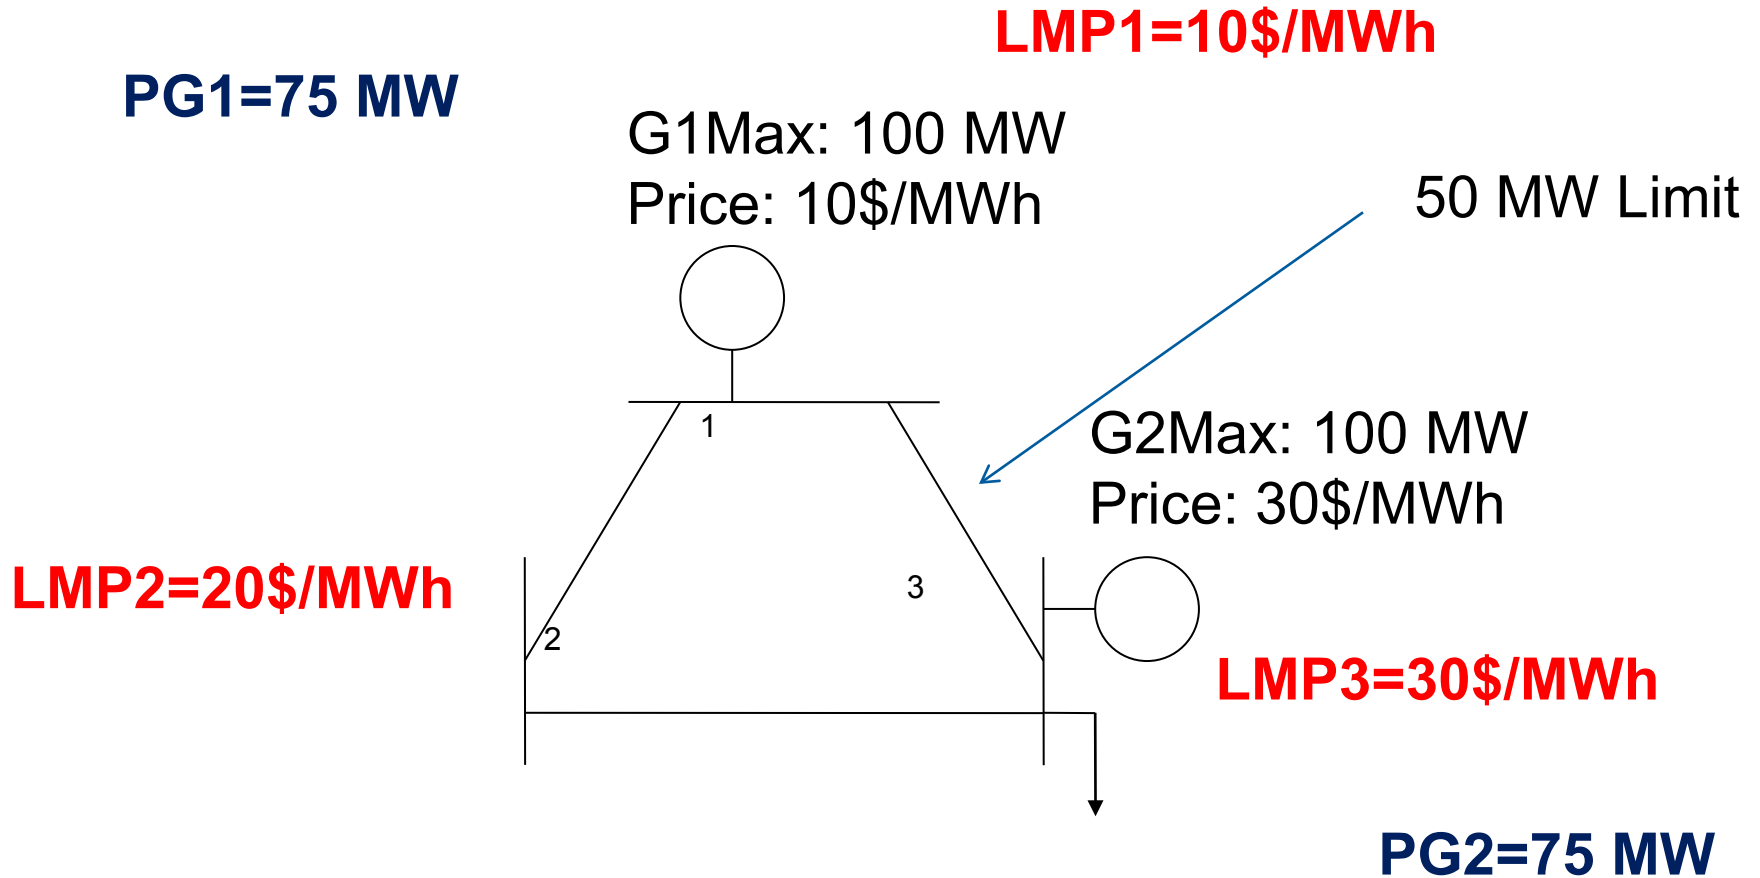 LMP1=10$/MWh
PG1=75 MW
G1Max: 100 MW
Price: 10$/MWh
50 MW Limit
1
G2Max: 100 MW
Price: 30$/MWh
LMP2=20$/MWh
3
2
LMP3=30$/MWh
PG2=75 MW